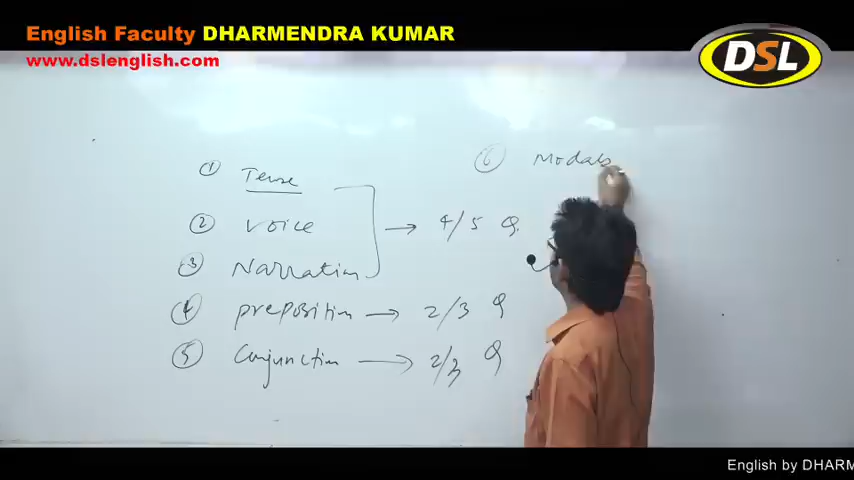 English Faculty DHARMENDRA KUMAR
www.dslenglish.com
DSL
① Tense
② voice → 4/5 Q.
③ Narration
④ preposition → 2/3 Q
⑤ Conjunction → 2/3 Q
⑥ Modals
English by DHARM